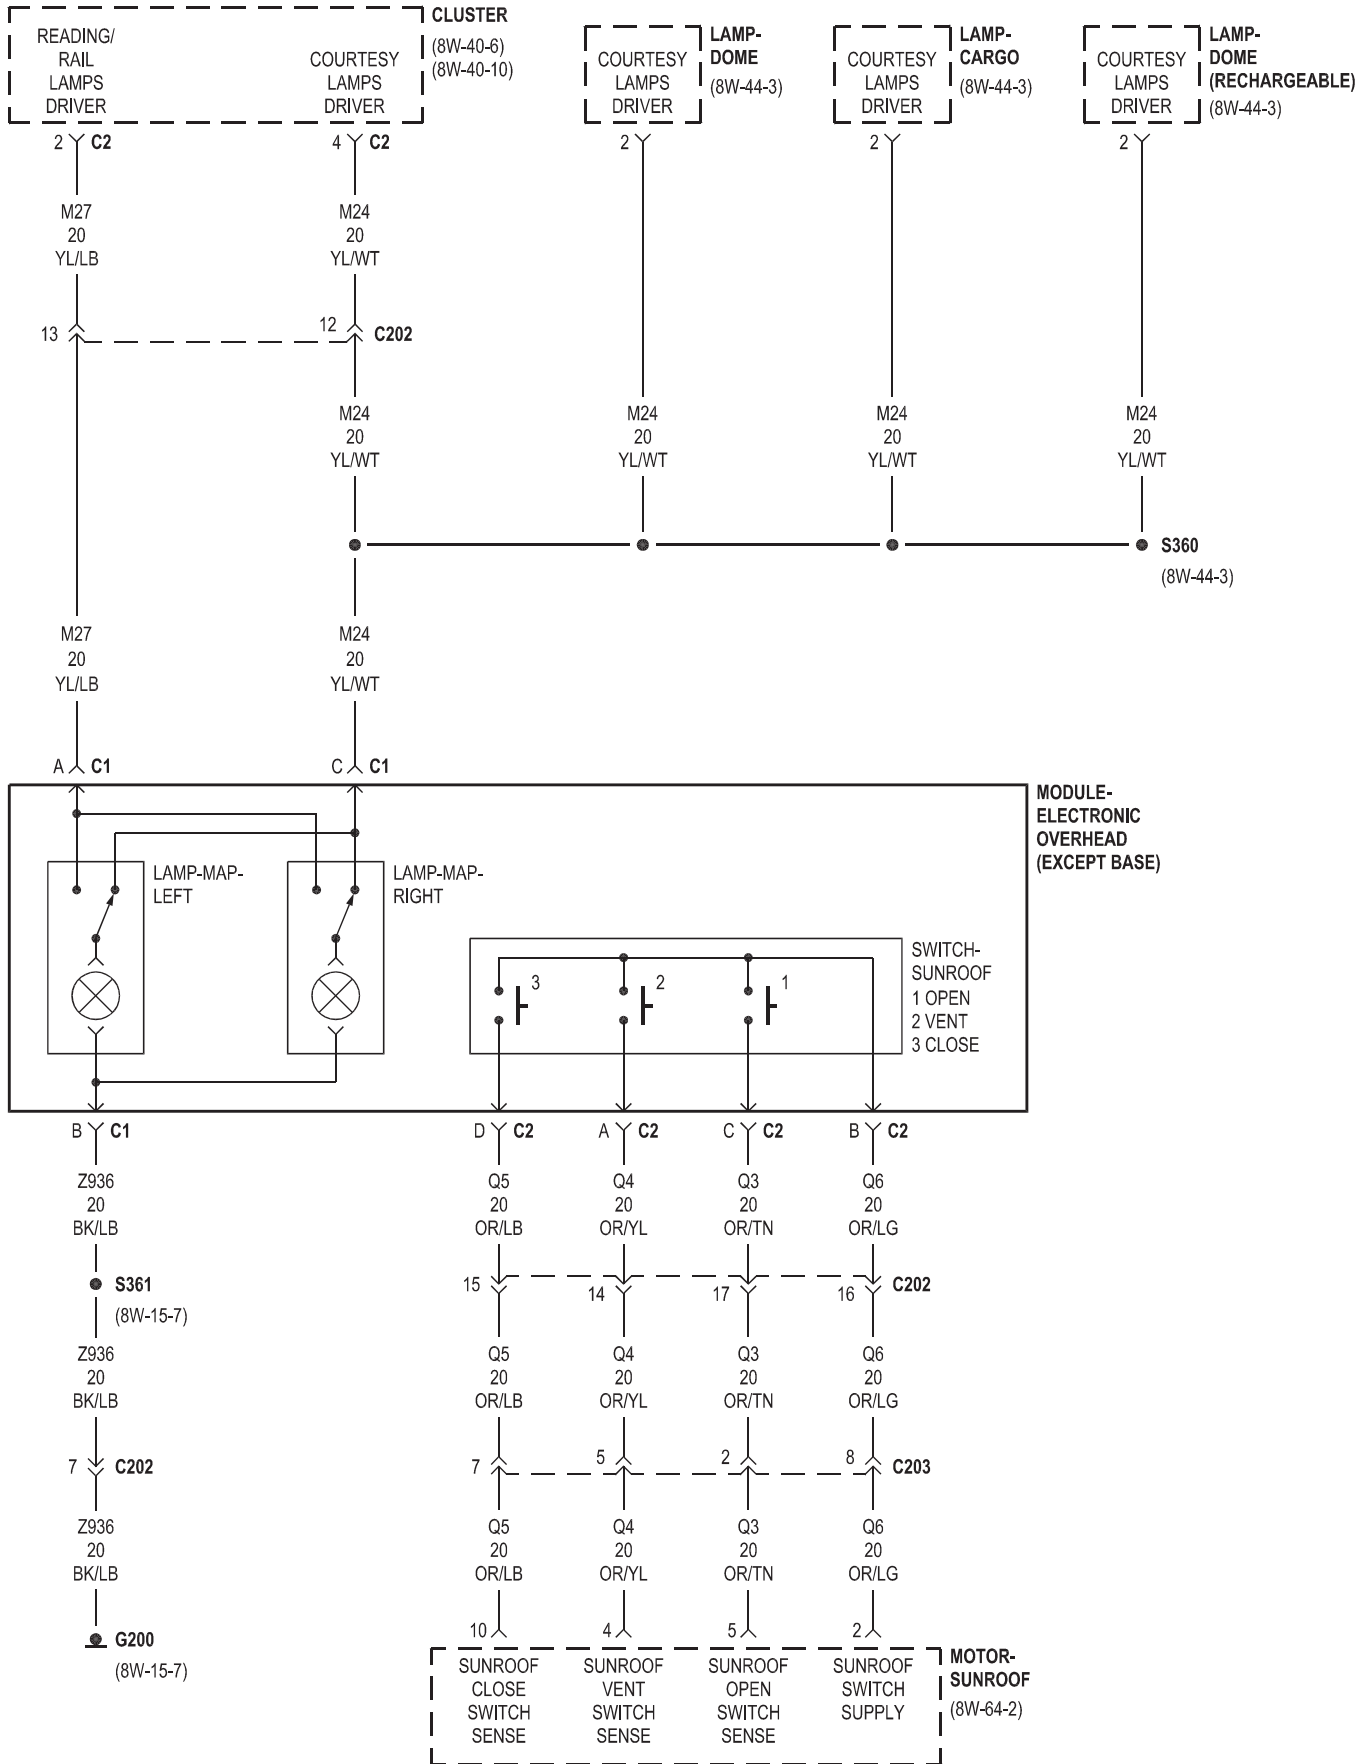 READING/
RAIL
LAMPS
DRIVER
COURTESY
LAMPS
DRIVER
CLUSTER
(8W-40-6)
(8W-40-10)
COURTESY
LAMPS
DRIVER
LAMP-
DOME
(8W-44-3)
COURTESY
LAMPS
DRIVER
LAMP-
CARGO
(8W-44-3)
COURTESY
LAMPS
DRIVER
LAMP-
DOME
(RECHARGEABLE)
(8W-44-3)
2 C2
4 C2
2
2
2
M27
20
YL/LB
M24
20
YL/WT
13
12
C202
M24
20
YL/WT
M24
20
YL/WT
M24
20
YL/WT
M24
20
YL/WT
S360
(8W-44-3)
M27
20
YL/LB
M24
20
YL/WT
A C1
C C1
MODULE-
ELECTRONIC
OVERHEAD
(EXCEPT BASE)
LAMP-MAP-
LEFT
LAMP-MAP-
RIGHT
3
2
1
SWITCH-
SUNROOF
1 OPEN
2 VENT
3 CLOSE
B C1
D C2
A C2
C C2
B C2
Z936
20
BK/LB
Q5
20
OR/LB
Q4
20
OR/YL
Q3
20
OR/TN
Q6
20
OR/LG
S361
(8W-15-7)
15
14
17
16
C202
Z936
20
BK/LB
Q5
20
OR/LB
Q4
20
OR/YL
Q3
20
OR/TN
Q6
20
OR/LG
7 C202
7
5
2
8
C203
Z936
20
BK/LB
Q5
20
OR/LB
Q4
20
OR/YL
Q3
20
OR/TN
Q6
20
OR/LG
G200
(8W-15-7)
10
4
5
2
SUNROOF
CLOSE
SWITCH
SENSE
SUNROOF
VENT
SWITCH
SENSE
SUNROOF
OPEN
SWITCH
SENSE
SUNROOF
SWITCH
SUPPLY
MOTOR-
SUNROOF
(8W-64-2)